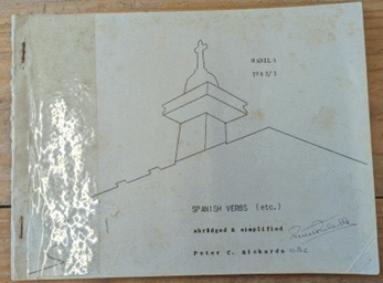 MANILA
SPANISH VERBS (etc.)
abridged & simplified
Peter C. Richards